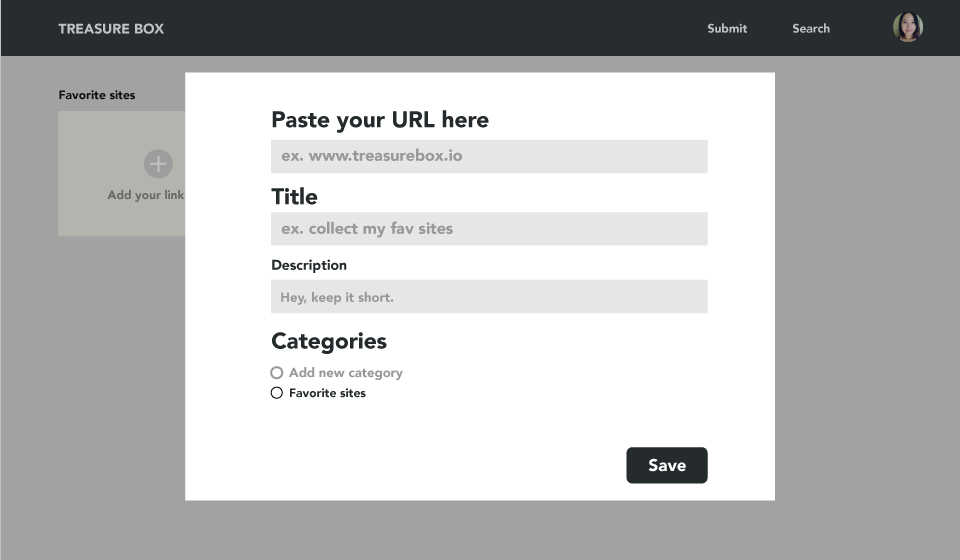 TREASURE BOX
Submit
Search
Favorite sites
Add your link
Paste your URL here
ex. www.treasurebox.io
Title
ex. collect my fav sites
Description
Hey, keep it short.
Categories
Add new category
Favorite sites
Save